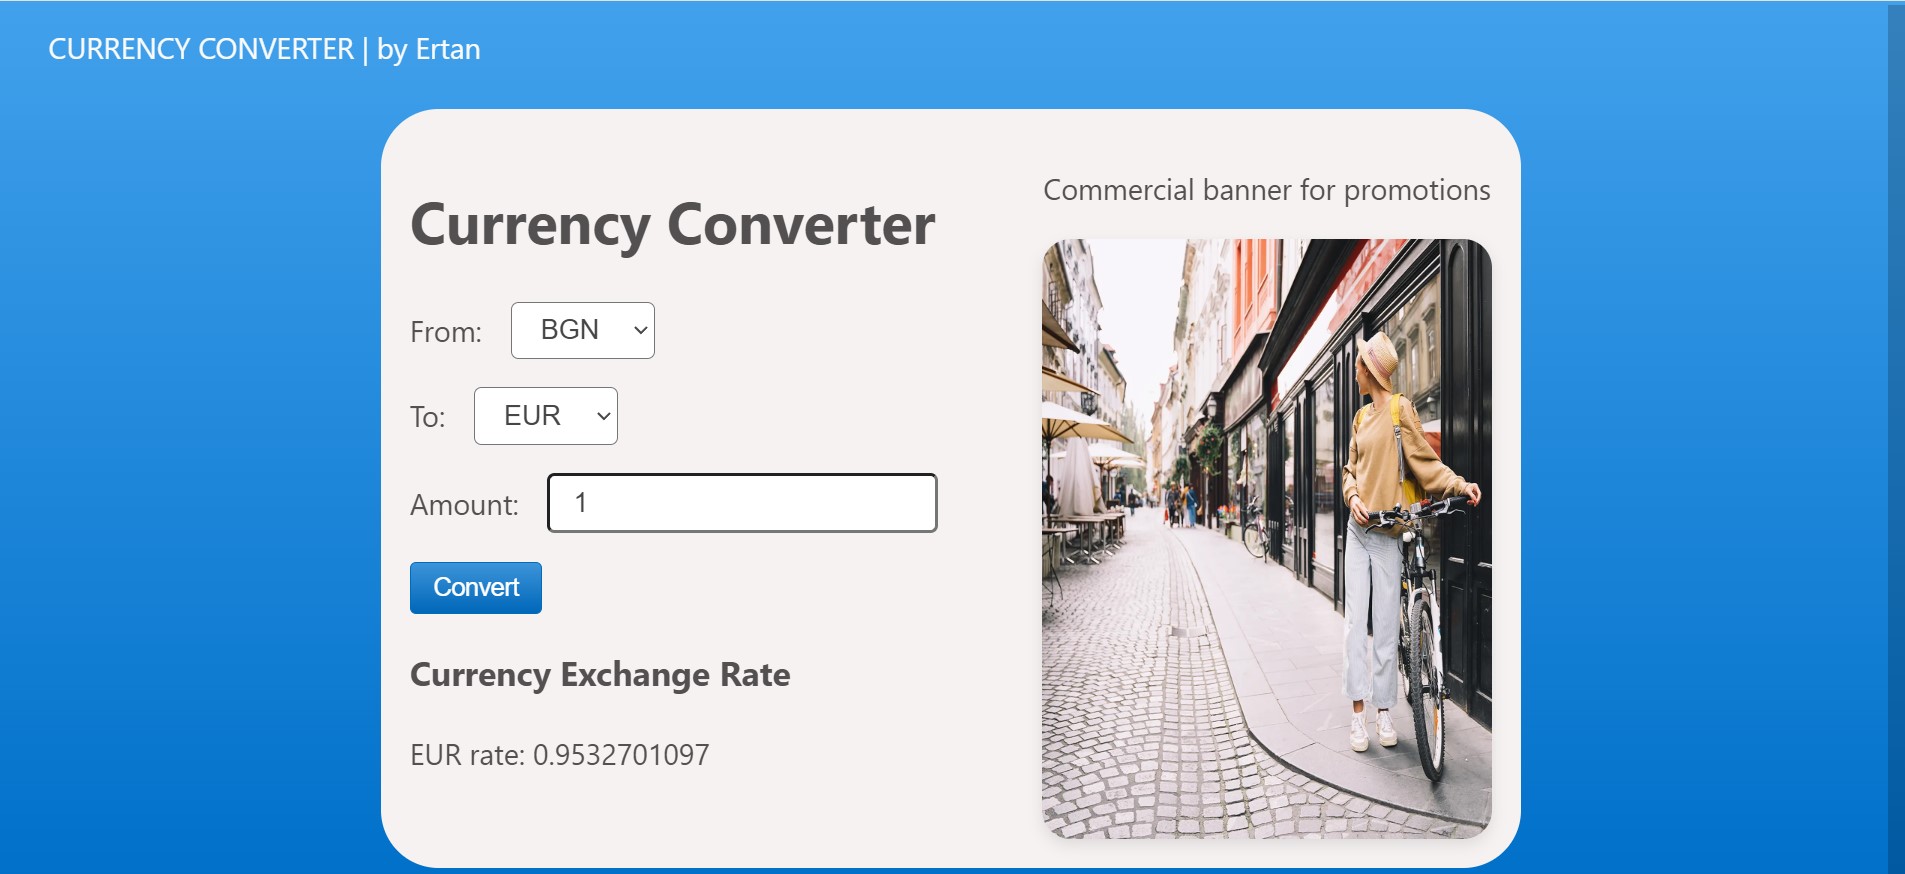 CURRENCY CONVERTER | by Ertan
Currency Converter
From: BGN
To: EUR
Amount: 1
Convert
Currency Exchange Rate
EUR rate: 0.9532701097
Commercial banner for promotions